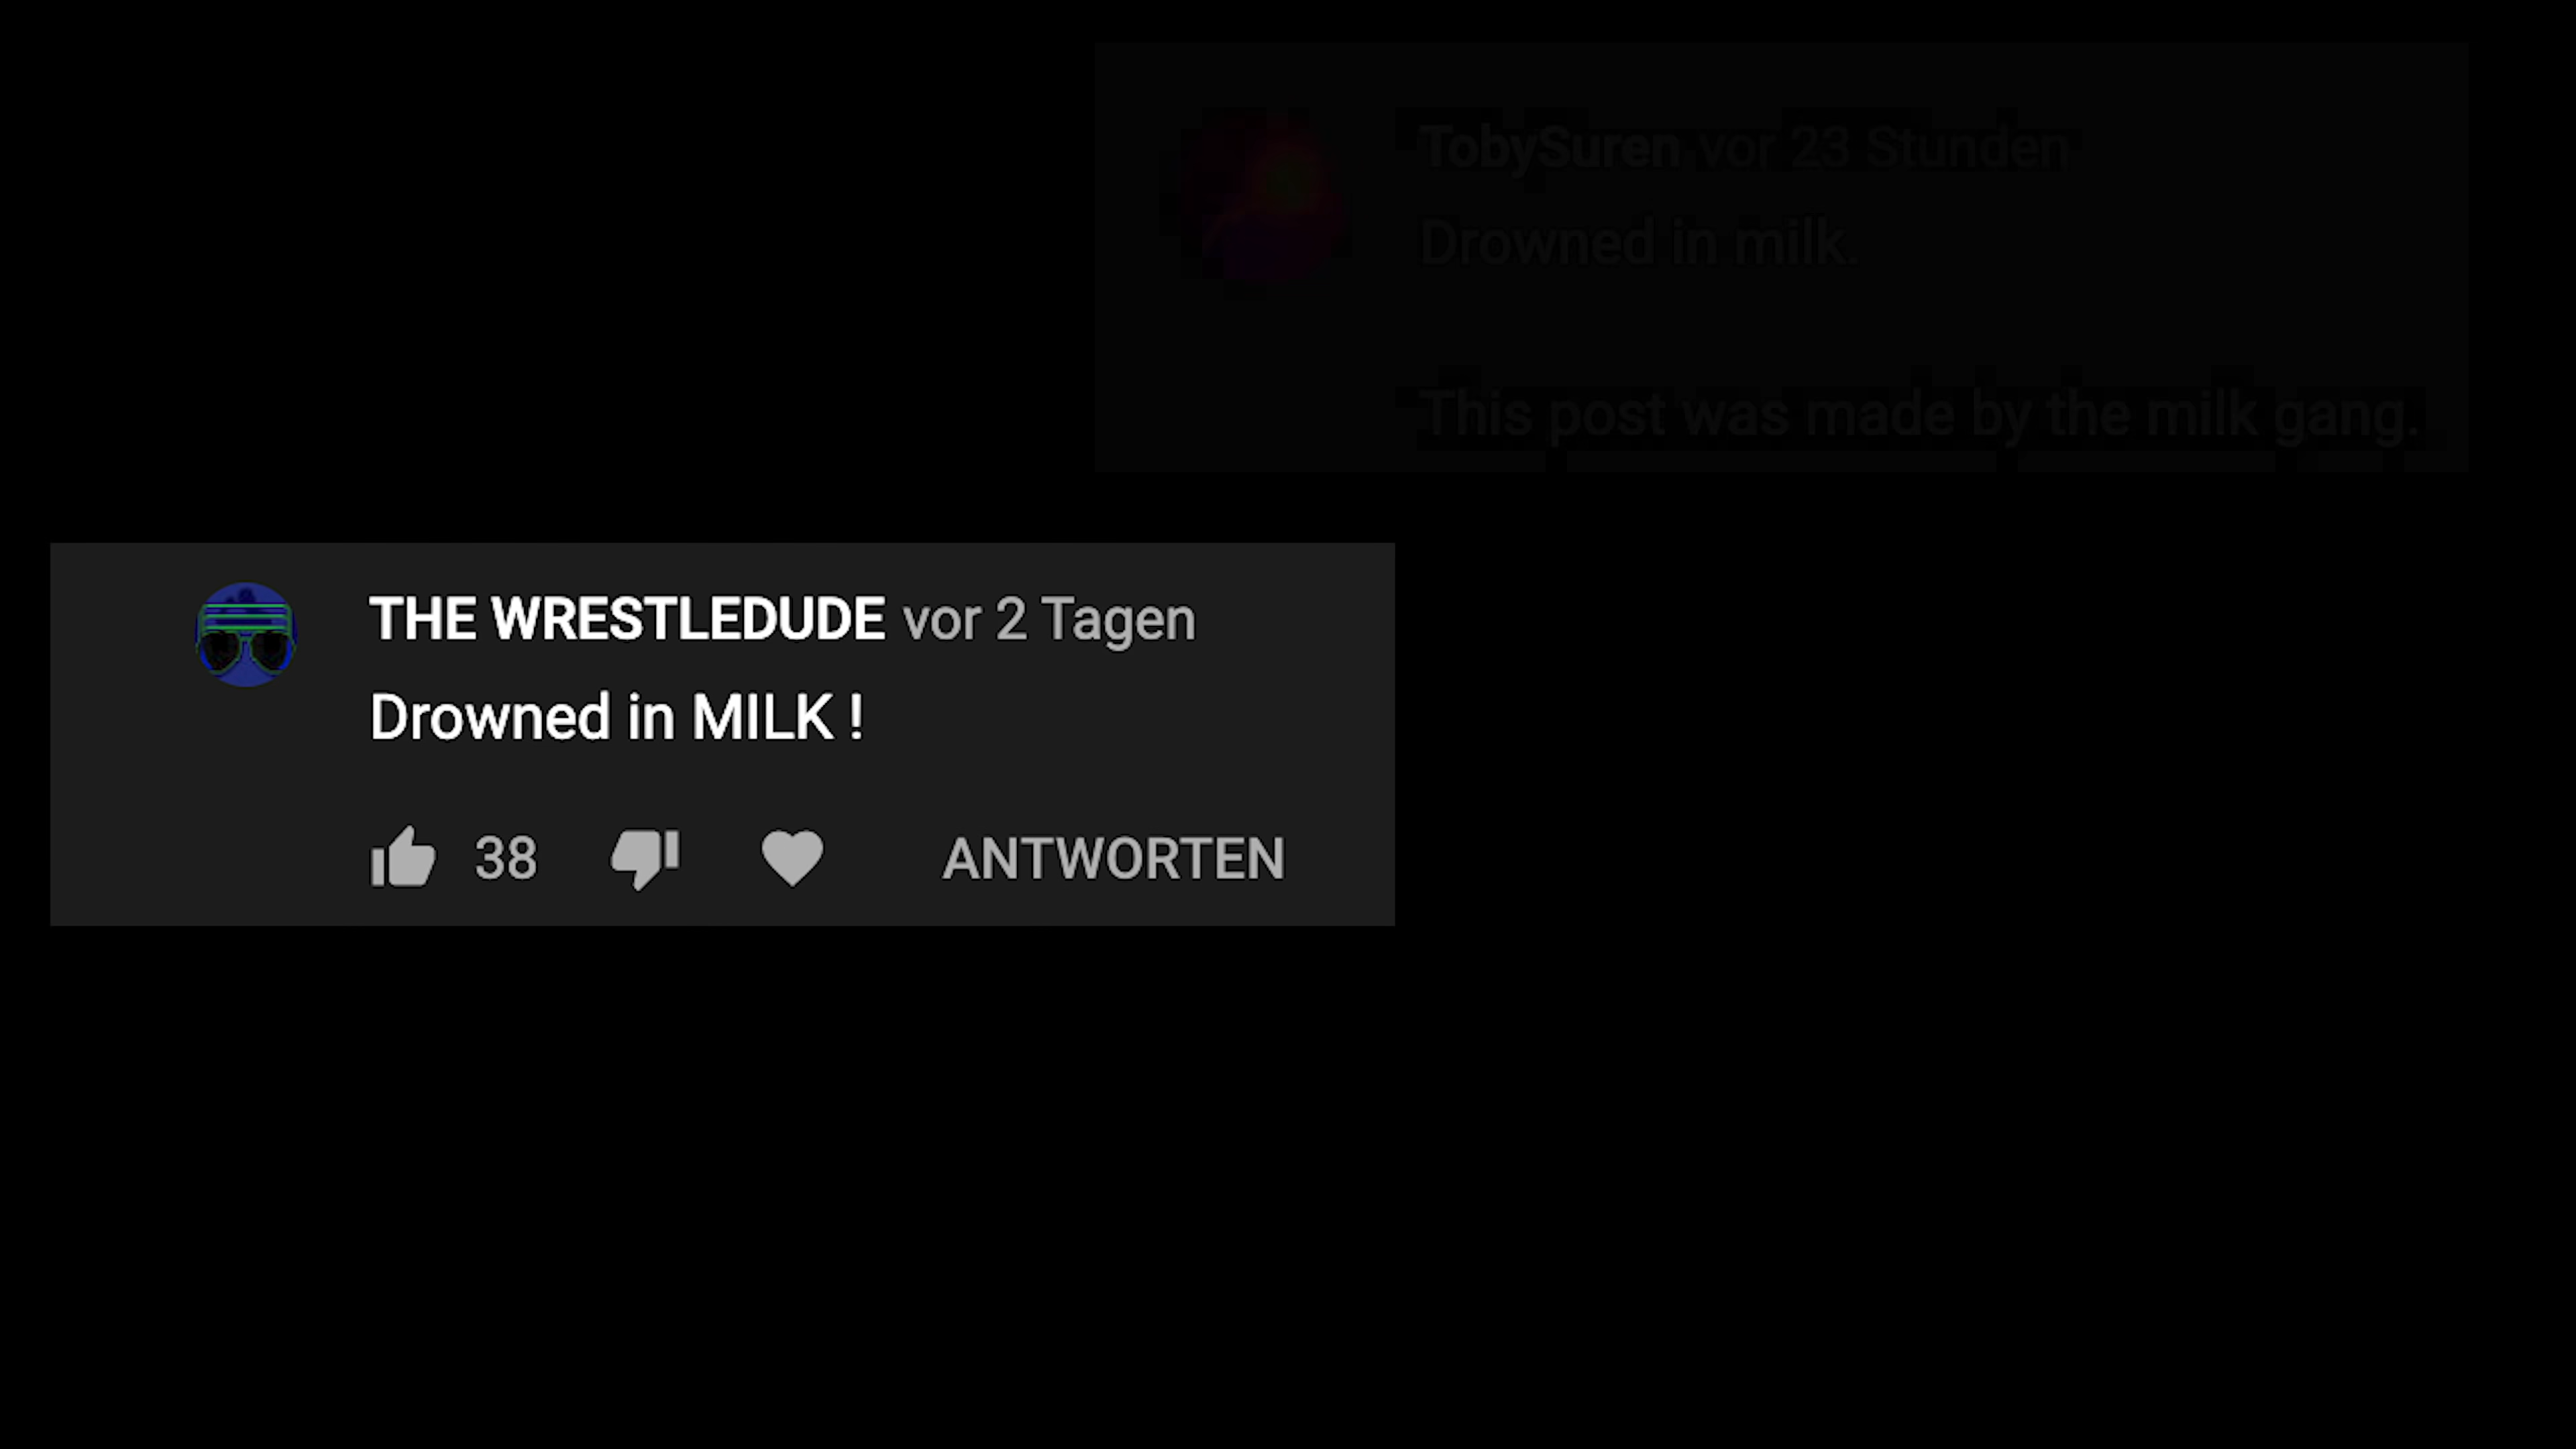 TobySuren vor 23 Stunden
Drowned in milk.
This post was made by the milk gang.
THE WRESTLEDUDE vor 2 Tagen
Drowned in MILK !
38 ANTWORTEN